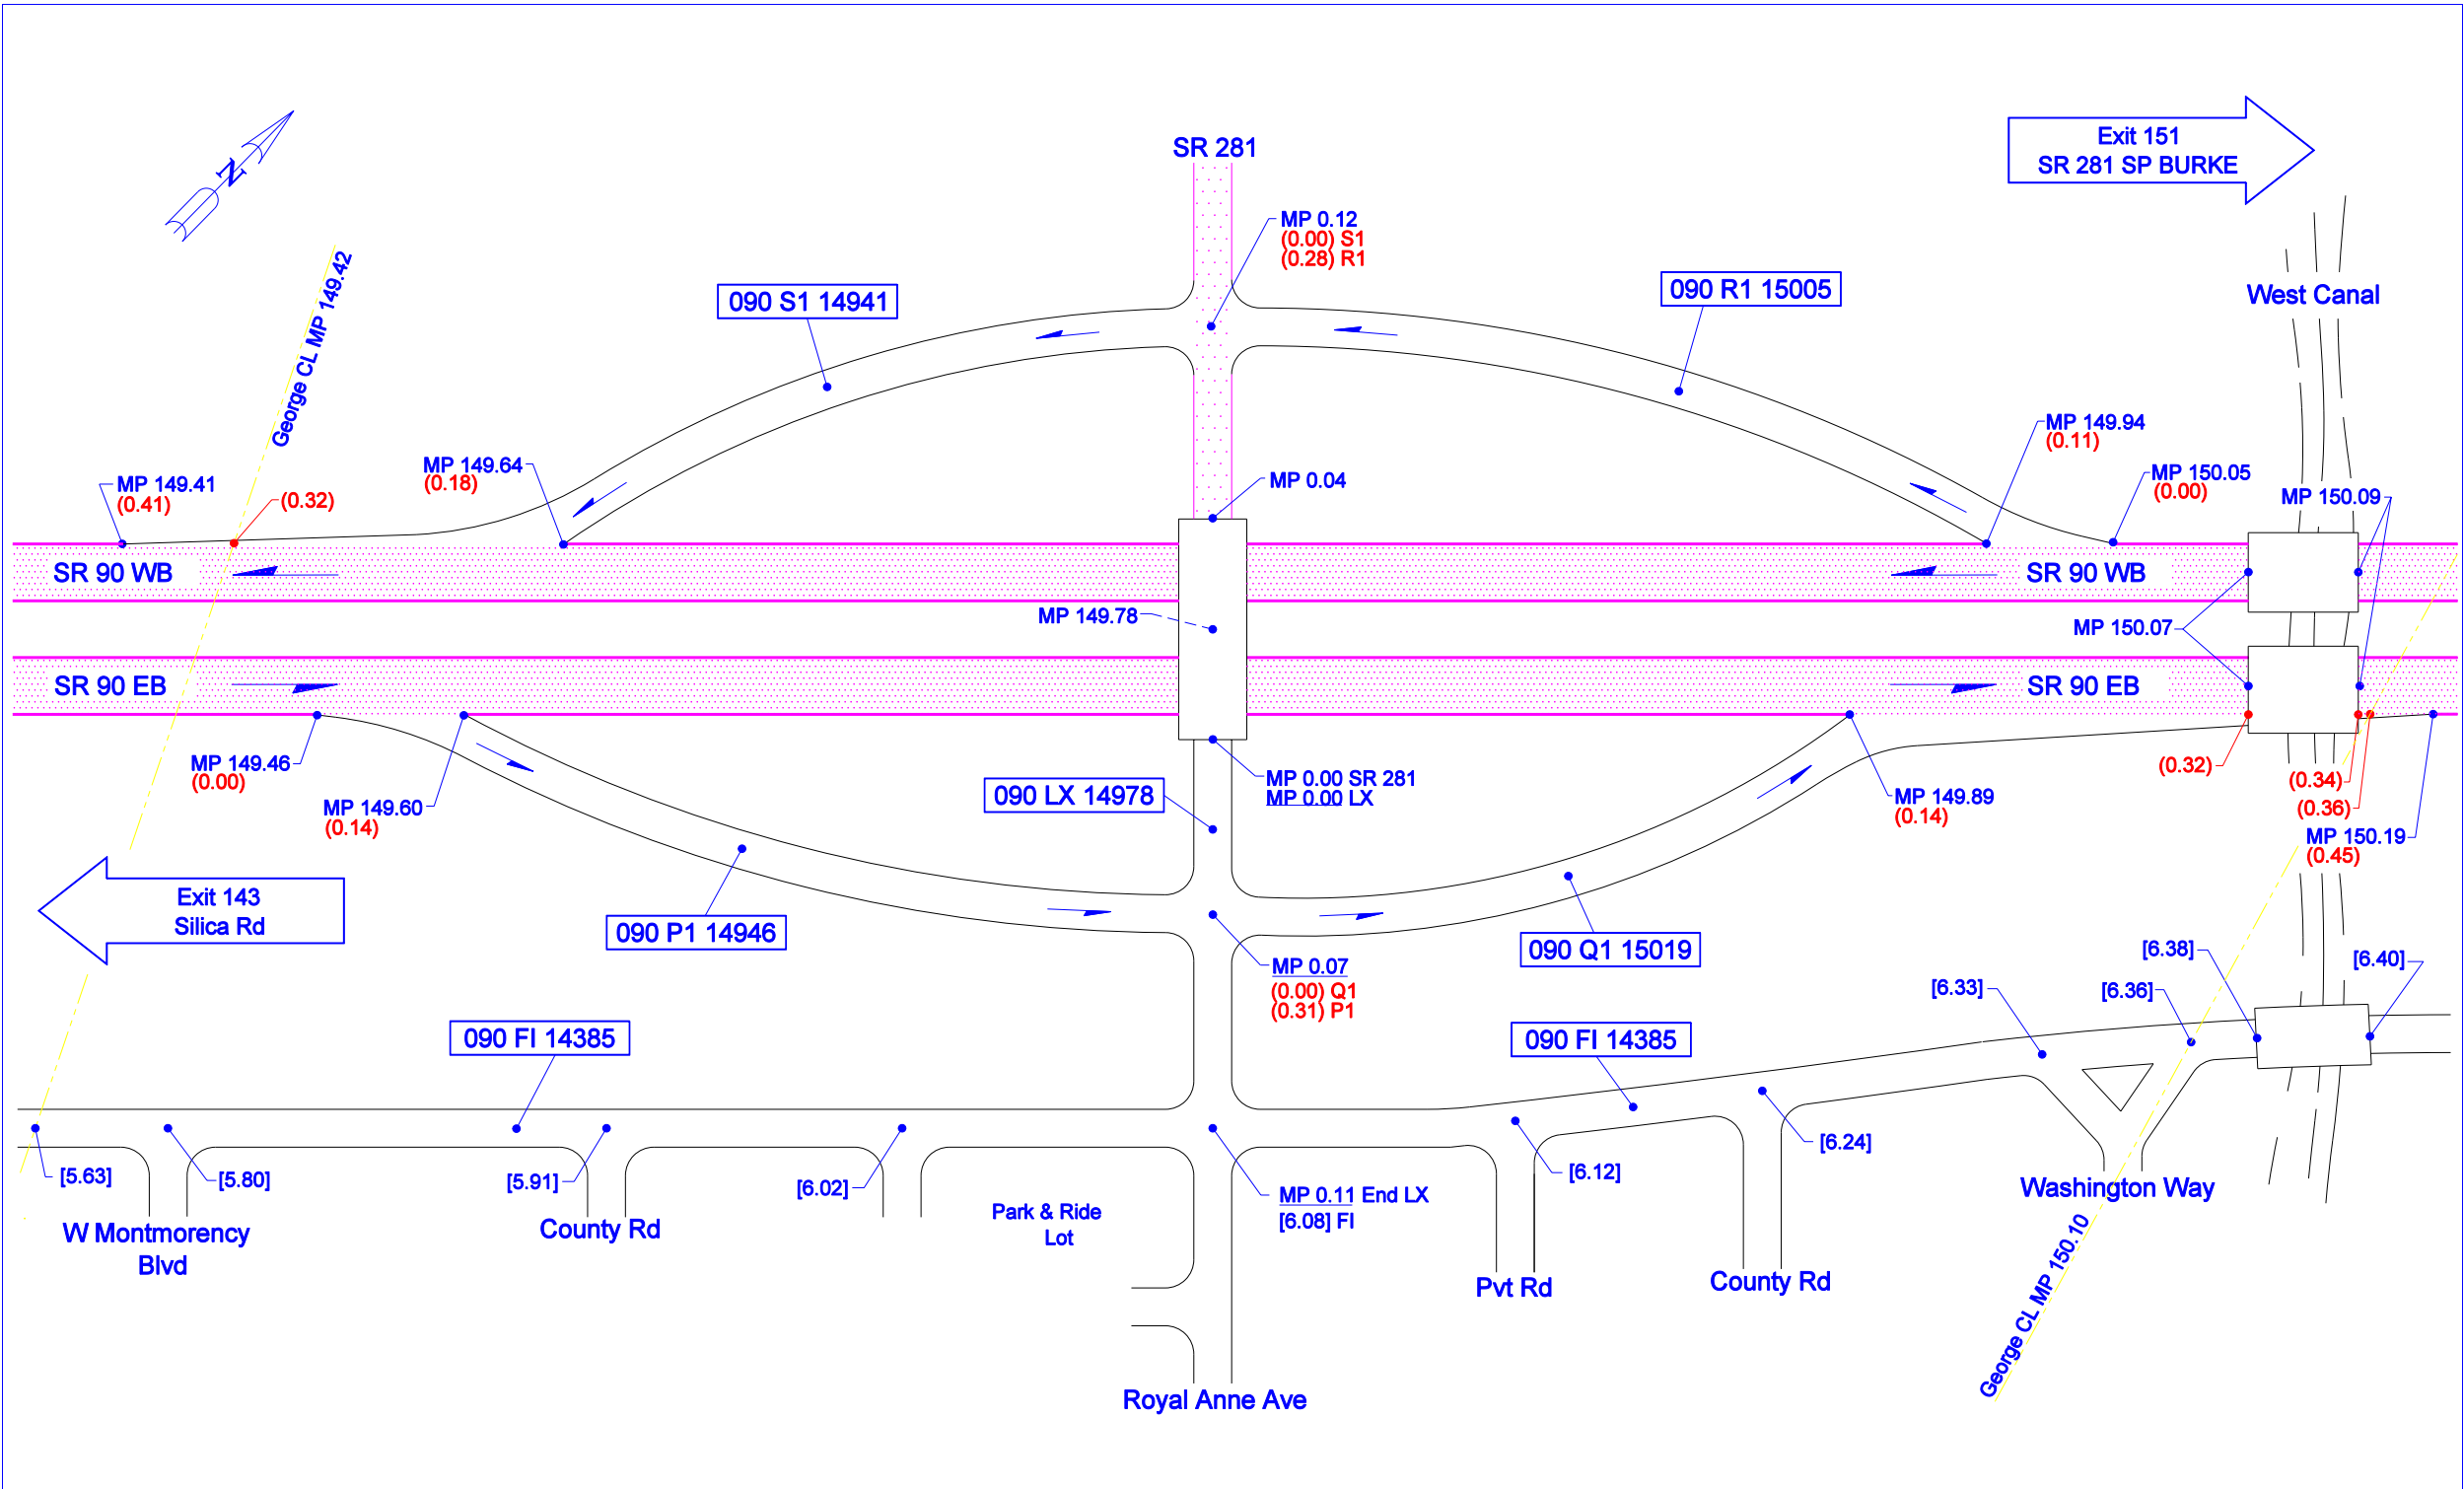 SR 281
Exit 151
SR 281 SP BURKE
N
George CL MP 149.42
MP 0.12
(0.00) S1
(0.28) R1
090 S1 14941
090 R1 15005
West Canal
MP 149.41
(0.41)
(0.32)
MP 149.64
(0.18)
MP 0.04
MP 149.94
(0.11)
MP 150.05
(0.00)
MP 150.09
SR 90 WB
SR 90 WB
MP 149.78
MP 150.07
SR 90 EB
SR 90 EB
MP 149.46
(0.00)
MP 149.60
(0.14)
090 LX 14978
MP 0.00 SR 281
MP 0.00 LX
MP 149.89
(0.14)
(0.32)
(0.34)
(0.36)
MP 150.19
(0.45)
Exit 143
Silica Rd
090 P1 14946
090 Q1 15019
MP 0.07
(0.00) Q1
(0.31) P1
[6.38]
[6.40]
[6.33]
[6.36]
090 FI 14385
090 FI 14385
[5.63]
[5.80]
[5.91]
[6.02]
MP 0.11 End LX
[6.08] FI
[6.12]
[6.24]
Park & Ride
Lot
W Montmorency
Blvd
County Rd
Washington Way
Pvt Rd
County Rd
George CL MP 150.10
Royal Anne Ave